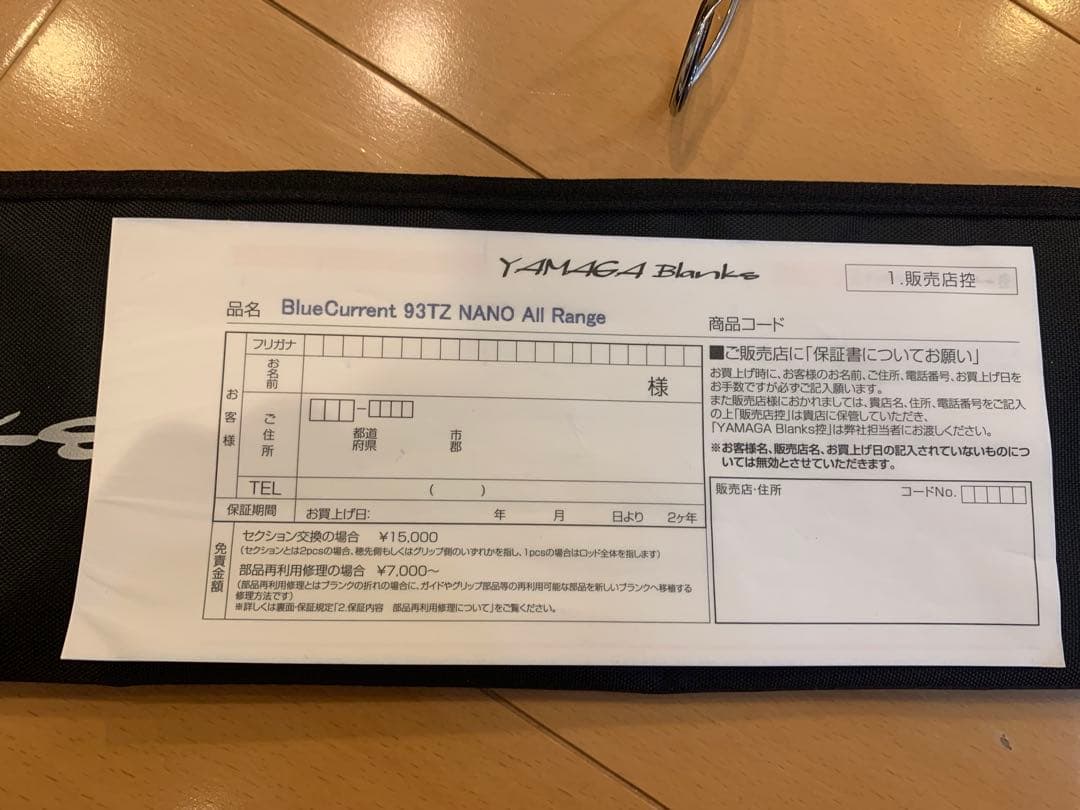 YAMAGA Blanks
1.販売店控
品名 BlueCurrent 93TZ NANO All Range
商品コード
フリガナ
お客様
お名前
様
ご住所
都道府県
市郡
TEL ( )
保証期間 お買上げ日: 年 月 日より 2ヶ年
免責金額
セクション交換の場合 ¥15,000
(セクションとは2pcsの場合、穂先側もしくはグリップ側のいずれかを指し、1pcsの場合はロッド全体を指します)
部品再利用修理の場合 ¥7,000〜
(部品再利用修理とはブランクの折れの場合に、ガイドやグリップ部品等の再利用可能な部品を新しいブランクへ移植する
修理方法です)
※詳しくは裏面・保証規定「2.保証内容 部品再利用修理について」をご覧ください。
■ご販売店に「保証書についてお願い」
お買上げ時に、お客様のお名前、ご住所、電話番号、お買上げ日を
お手数ですが必ずご記入願います。
また販売店様におかれましては、貴店名、住所、電話番号をご記入
の上「販売店控」は貴店に保管していただき、
「YAMAGA Blanks控」は弊社担当者にお渡しください。
※お客様名、販売店名、お買上げ日の記入されていないものにつ
いては無効とさせていただきます。
販売店・住所 コードNo.